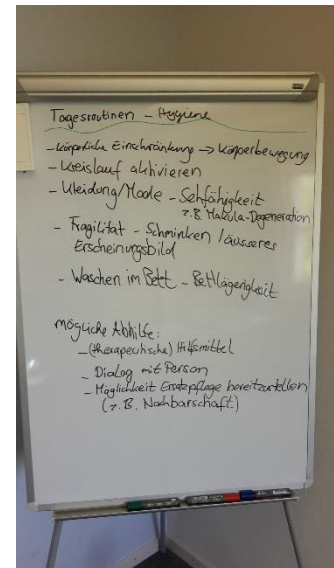 Tagesroutinen - Hygiene
- körperliche Einschränkung → Körperbewegung
- Kreislauf aktivieren
- Kleidung/Mode - Sehfähigkeit
z.B Makula-Degeneration
- Fragilität - Schminken / äusseres
Erscheinungsbild
- Waschen im Bett - Bettlägerigkeit
mögliche Abhilfe:
- (therapeutische) Hilfsmittel
- Dialog mit Person
- Möglichkeit Ersatzpflege bereitzustellen
(z.B. Nachbarschaft)